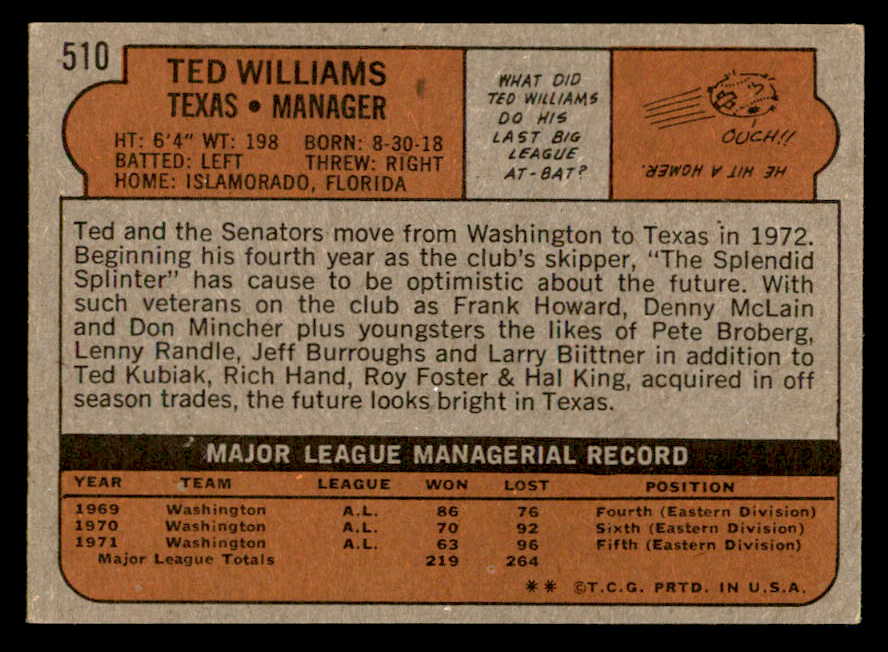 510
TED WILLIAMS
TEXAS • MANAGER
HT: 6'4" WT: 198 BORN: 8-30-18
BATTED: LEFT THREW: RIGHT
HOME: ISLAMORADO, FLORIDA
WHAT DID
TED WILLIAMS
DO HIS
LAST BIG
LEAGUE
AT-BAT?
OUCH!!
HE HIT A HOMER.
Ted and the Senators move from Washington to Texas in 1972.
Beginning his fourth year as the club's skipper, "The Splendid
Splinter" has cause to be optimistic about the future. With
such veterans on the club as Frank Howard, Denny McLain
and Don Mincher plus youngsters the likes of Pete Broberg,
Lenny Randle, Jeff Burroughs and Larry Biittner in addition to
Ted Kubiak, Rich Hand, Roy Foster & Hal King, acquired in off
season trades, the future looks bright in Texas.
MAJOR LEAGUE MANAGERIAL RECORD
YEAR TEAM LEAGUE WON LOST POSITION
1969 Washington A.L. 86 76 Fourth (Eastern Division)
1970 Washington A.L. 70 92 Sixth (Eastern Division)
1971 Washington A.L. 63 96 Fifth (Eastern Division)
Major League Totals 219 264
** ©T.C.G. PRTD. IN U.S.A.